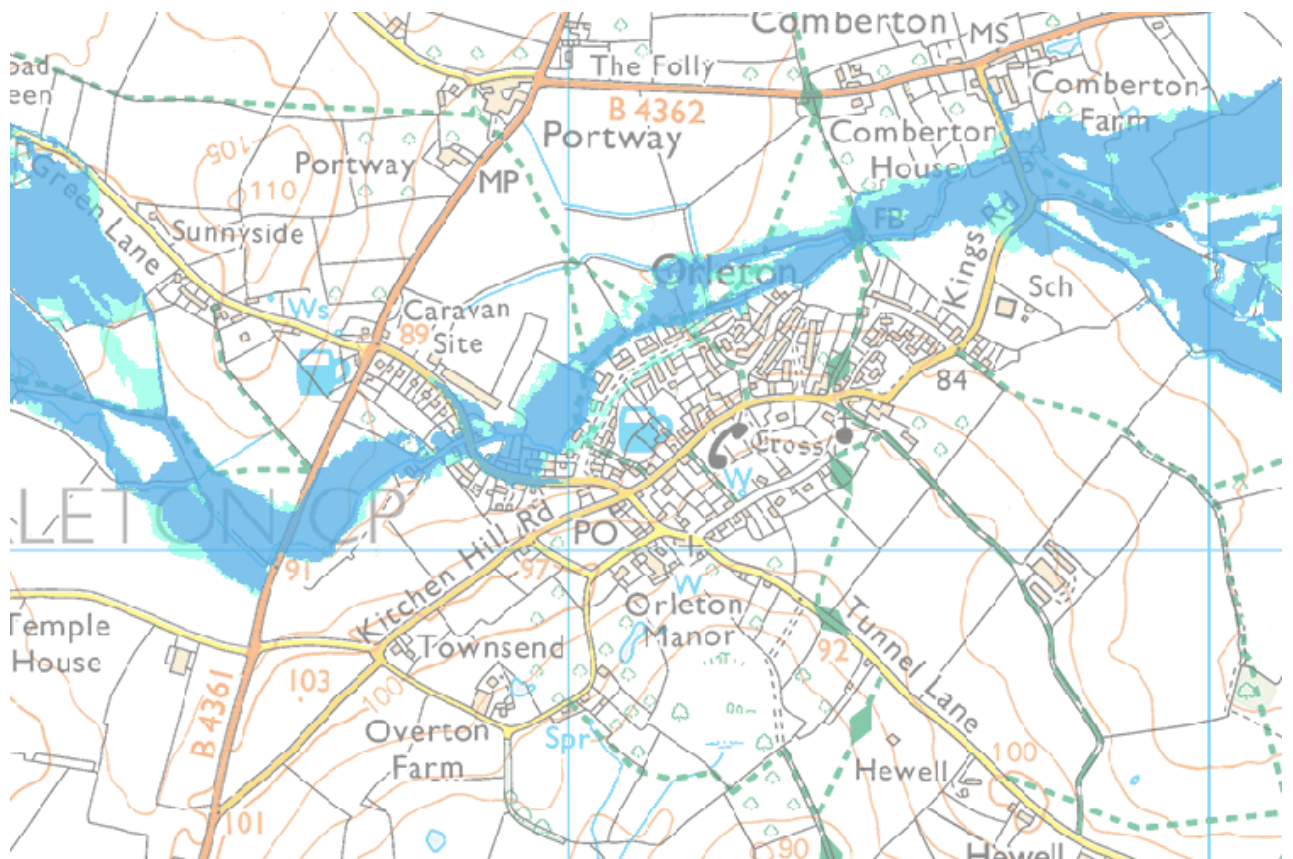 Comberton
MS
oad
een
The Folly
B 4362
Portway
Comberton
Farm
Comberton
House
105
110
Portway
MP
Green Lane
Sunnyside
FB
Kings Rd
Orleton
Ws
Caravan
Site
89
Sch
84
Cross
W
LETON CP
PO
91
97
Kitchen Hill Rd
W
Orleton
Manor
Temple
House
Townsend
103
100
B 4361
Tunnel Lane
92
Overton
Farm
Spr
100
Hewell
101
90
Hewell